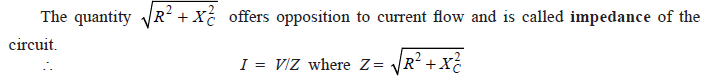 The quantity √(R² + X_C²) offers opposition to current flow and is called impedance of the
circuit.
∴ I = V/Z where Z = √(R² + X_C²)